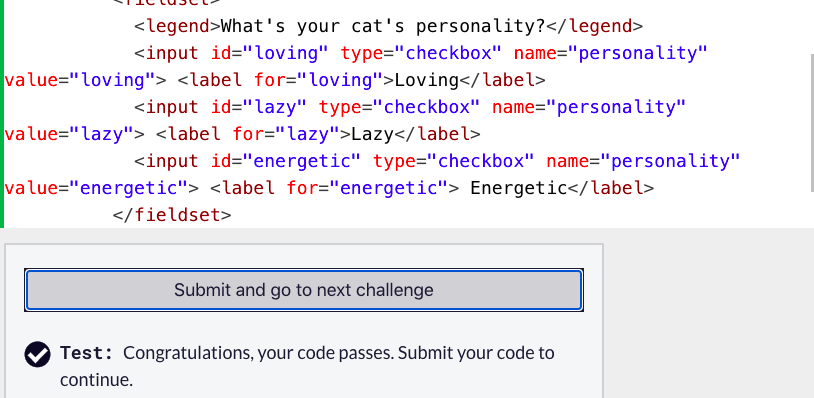 <fieldset>
<legend>What's your cat's personality?</legend>
<input id="loving" type="checkbox" name="personality"
value="loving"> <label for="loving">Loving</label>
<input id="lazy" type="checkbox" name="personality"
value="lazy"> <label for="lazy">Lazy</label>
<input id="energetic" type="checkbox" name="personality"
value="energetic"> <label for="energetic"> Energetic</label>
</fieldset>
Submit and go to next challenge
Test: Congratulations, your code passes. Submit your code to
continue.